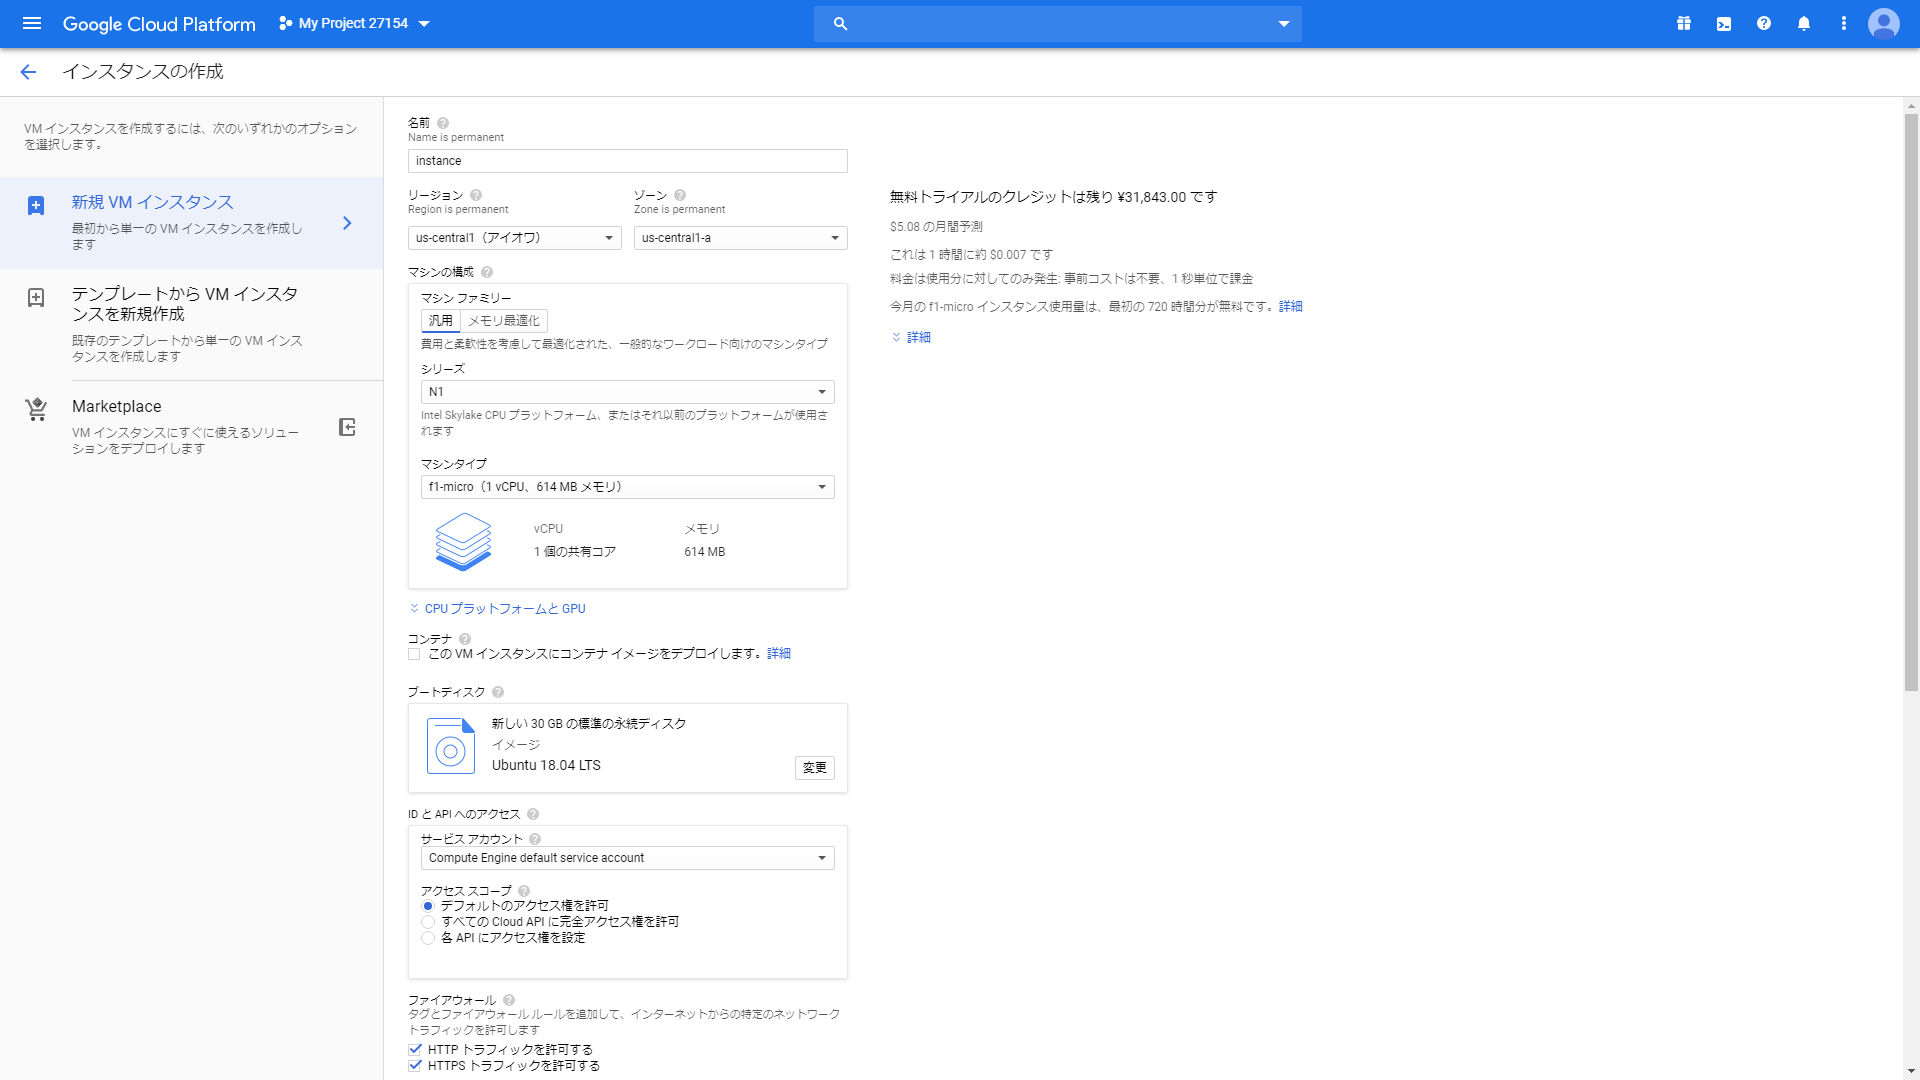 Google Cloud Platform
My Project 27154
インスタンスの作成
VM インスタンスを作成するには、次のいずれかのオプション
を選択します。
新規 VM インスタンス
最初から単一の VM インスタンスを作成し
ます
テンプレートから VM インスタ
ンスを新規作成
既存のテンプレートから単一の VM インス
タンスを作成します
Marketplace
VM インスタンスにすぐに使えるソリュー
ションをデプロイします
名前
Name is permanent
instance
リージョン
Region is permanent
us-central1（アイオワ）
ゾーン
Zone is permanent
us-central1-a
マシンの構成
マシン ファミリー
汎用
メモリ最適化
費用と柔軟性を考慮して最適化された、一般的なワークロード向けのマシンタイプ
シリーズ
N1
Intel Skylake CPU プラットフォーム、またはそれ以前のプラットフォームが使用さ
れます
マシンタイプ
f1-micro（1 vCPU、614 MB メモリ）
vCPU
1 個の共有コア
メモリ
614 MB
CPU プラットフォームと GPU
コンテナ
この VM インスタンスにコンテナ イメージをデプロイします。詳細
ブートディスク
新しい 30 GB の標準の永続ディスク
イメージ
Ubuntu 18.04 LTS
変更
ID と API へのアクセス
サービス アカウント
Compute Engine default service account
アクセス スコープ
デフォルトのアクセス権を許可
すべての Cloud API に完全アクセス権を許可
各 API にアクセス権を設定
ファイアウォール
タグとファイアウォール ルールを追加して、インターネットからの特定のネットワーク
トラフィックを許可します
HTTP トラフィックを許可する
HTTPS トラフィックを許可する
無料トライアルのクレジットは残り ¥31,843.00 です
$5.08 の月間予測
これは 1 時間に約 $0.007 です
料金は使用分に対してのみ発生: 事前コストは不要、1 秒単位で課金
今月の f1-micro インスタンス使用量は、最初の 720 時間分が無料です。詳細
詳細